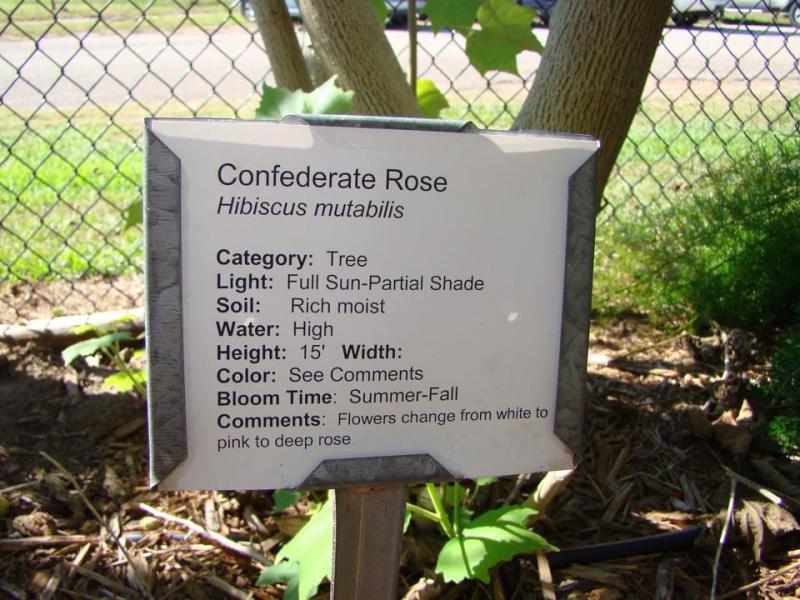 Confederate Rose
Hibiscus mutabilis
Category: Tree
Light: Full Sun-Partial Shade
Soil: Rich moist
Water: High
Height: 15' Width:
Color: See Comments
Bloom Time: Summer-Fall
Comments: Flowers change from white to
pink to deep rose